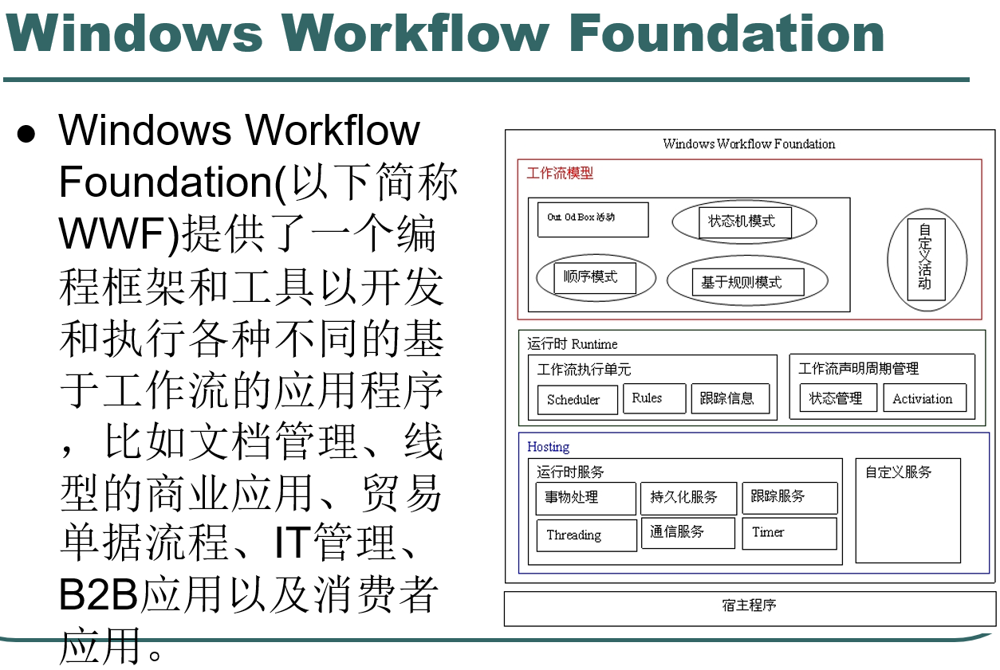 Windows Workflow Foundation
● Windows Workflow
Foundation(以下简称
WWF)提供了一个编
程框架和工具以开发
和执行各种不同的基
于工作流的应用程序
，比如文档管理、线
型的商业应用、贸易
单据流程、IT管理、
B2B应用以及消费者
应用。
Windows Workflow Foundation
工作流模型
Out Od Box 活动
状态机模式
顺序模式
基于规则模式
自定义活动
运行时 Runtime
工作流执行单元
Scheduler
Rules
跟踪信息
工作流声明周期管理
状态管理
Activiation
Hosting
运行时服务
事物处理
持久化服务
跟踪服务
Threading
通信服务
Timer
自定义服务
宿主程序